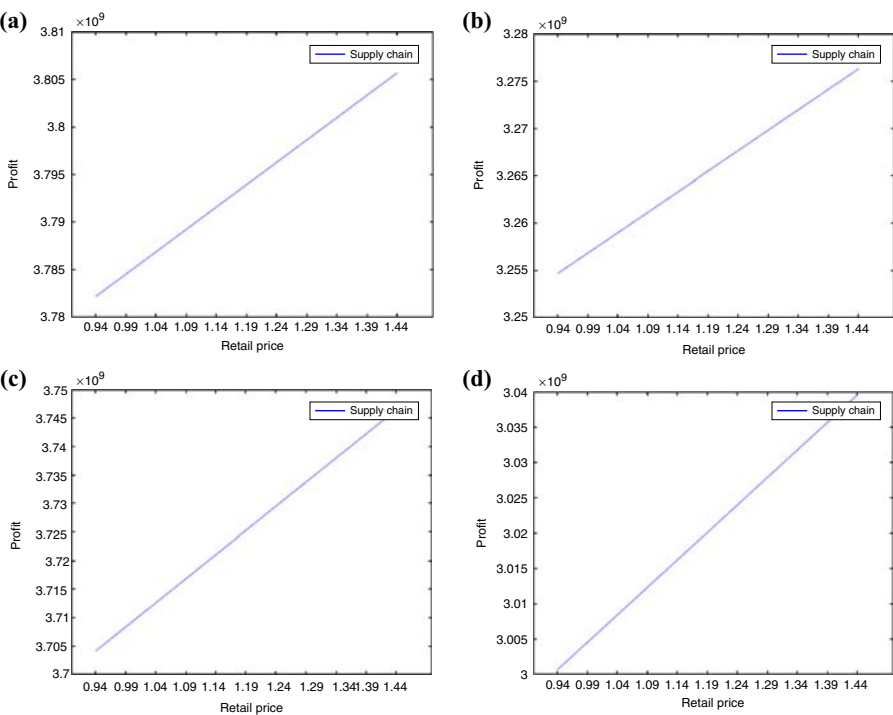 (a)
×10⁹
3.81
3.805
3.8
3.795
3.79
3.785
3.78
Profit
Supply chain
0.94 0.99 1.04 1.09 1.14 1.19 1.24 1.29 1.34 1.39 1.44
Retail price
(b)
×10⁹
3.28
3.275
3.27
3.265
3.26
3.255
3.25
Profit
Supply chain
0.94 0.99 1.04 1.09 1.14 1.19 1.24 1.29 1.34 1.39 1.44
Retail price
(c)
×10⁹
3.75
3.745
3.74
3.735
3.73
3.725
3.72
3.715
3.71
3.705
3.7
Profit
Supply chain
0.94 0.99 1.04 1.09 1.14 1.19 1.24 1.29 1.341.39 1.44
Retail price
(d)
×10⁹
3.04
3.035
3.03
3.025
3.02
3.015
3.01
3.005
3
Profit
Supply chain
0.94 0.99 1.04 1.09 1.14 1.19 1.24 1.29 1.34 1.39 1.44
Retail price